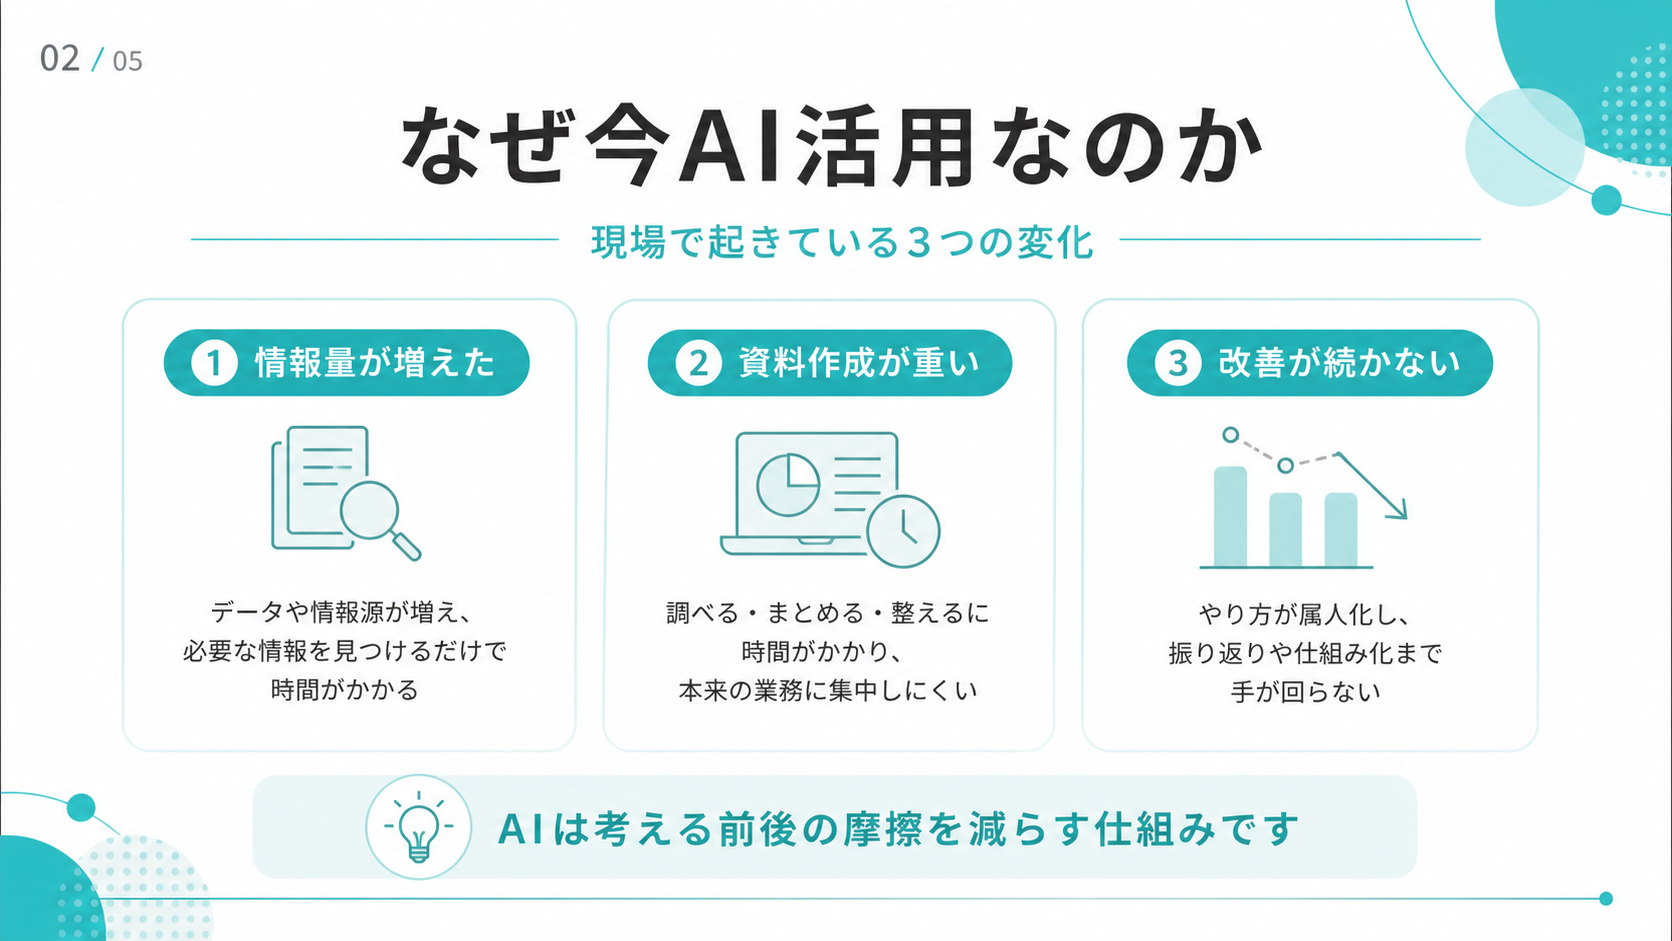 02 / 05
なぜ今AI活用なのか
現場で起きている3つの変化
1 情報量が増えた
データや情報源が増え、
必要な情報を見つけるだけで
時間がかかる
2 資料作成が重い
調べる・まとめる・整えるに
時間がかかり、
本来の業務に集中しにくい
3 改善が続かない
やり方が属人化し、
振り返りや仕組み化まで
手が回らない
AIは考える前後の摩擦を減らす仕組みです